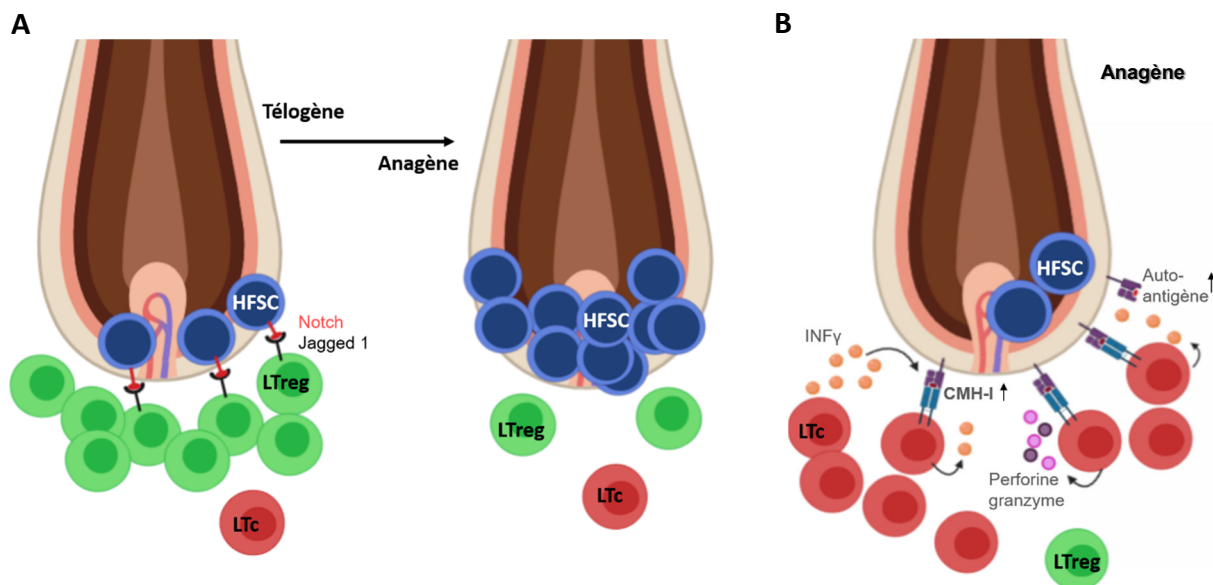 A
Télogène
Anagène
HFSC
Notch
Jagged 1
LTreg
LTc
HFSC
LTreg
LTc
B
Anagène
HFSC
Auto-
antigène
INFγ
CMH-I
LTc
Perforine
granzyme
LTreg